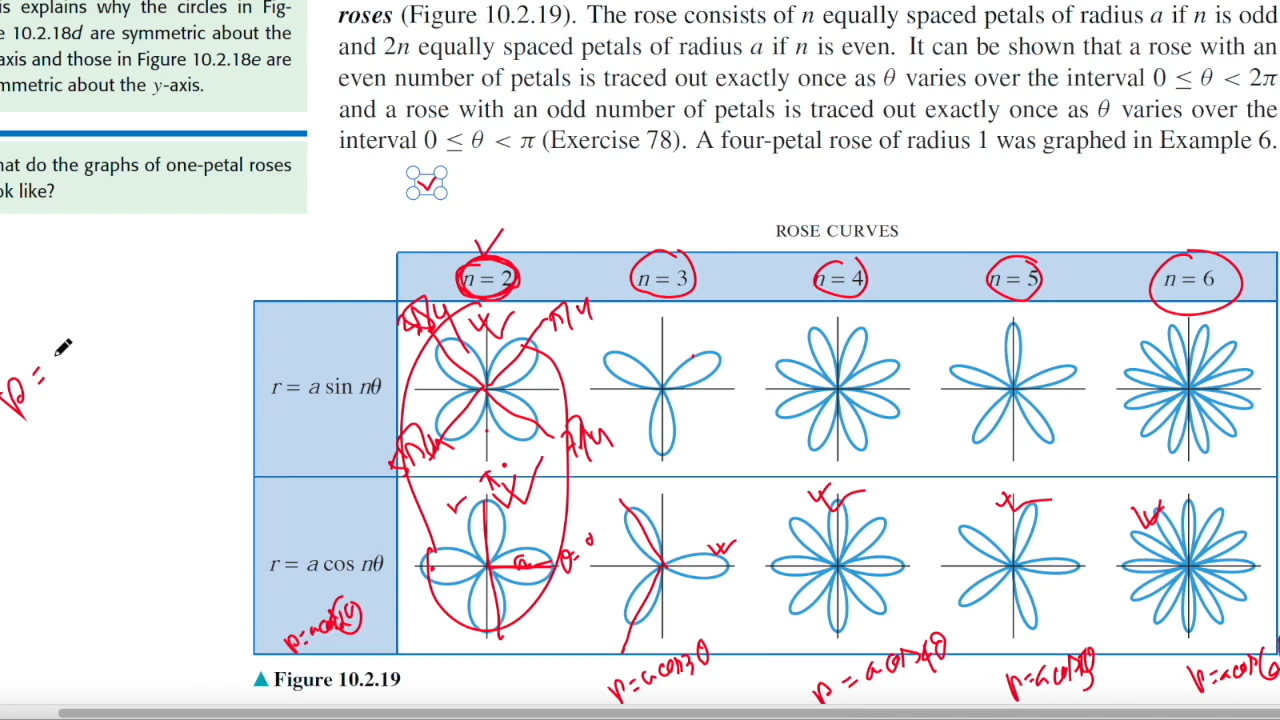 is explains why the circles in Fig-
e 10.2.18d are symmetric about the
axis and those in Figure 10.2.18e are
mmetric about the y-axis.
hat do the graphs of one-petal roses
ok like?
roses (Figure 10.2.19). The rose consists of n equally spaced petals of radius a if n is odd
and 2n equally spaced petals of radius a if n is even. It can be shown that a rose with an
even number of petals is traced out exactly once as θ varies over the interval 0 ≤ θ < 2π
and a rose with an odd number of petals is traced out exactly once as θ varies over the
interval 0 ≤ θ < π (Exercise 78). A four-petal rose of radius 1 was graphed in Example 6.
ROSE CURVES
n = 2 n = 3 n = 4 n = 5 n = 6
π/4
r =
r = a sin nθ
r = a cos nθ
r = a cos 3θ
r = a cos 4θ
r = a cos 5θ
▲ Figure 10.2.19